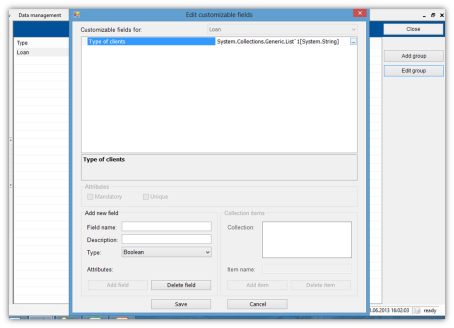 Data management
Edit customizable fields
Close
Customizable fields for:
Loan
Type
Loan
Type of clients
System.Collections.Generic.List`1[System.String]
...
Add group
Edit group
Type of clients
Attributes
Mandatory
Unique
Add new field
Collection items
Field name:
Collection:
Description:
Type:
Boolean
Attributes:
Item name:
Add field
Delete field
Add item
Delete item
Save
Cancel
.06.2013 16:02:03
ready